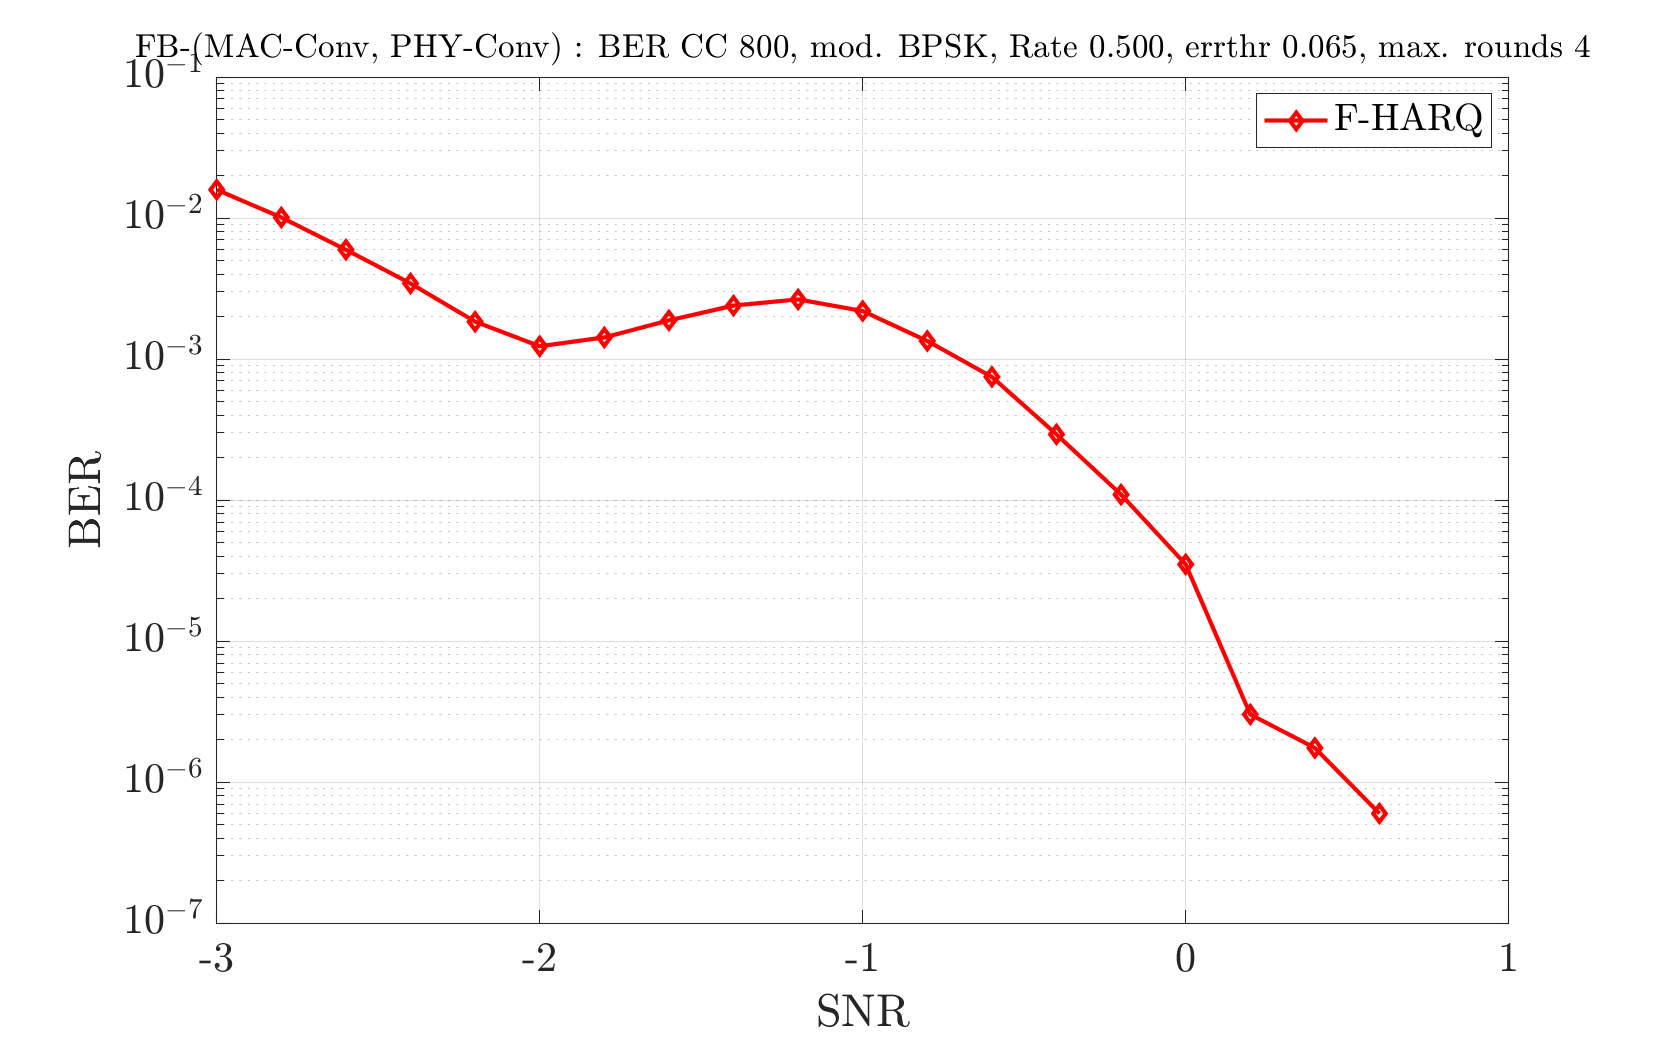 FB-(MAC-Conv, PHY-Conv) : BER CC 800, mod. BPSK, Rate 0.500, errthr 0.065, max. rounds 4
10⁻¹
F-HARQ
10⁻²
10⁻³
10⁻⁴
10⁻⁵
10⁻⁶
10⁻⁷
BER
-3 -2 -1 0 1
SNR